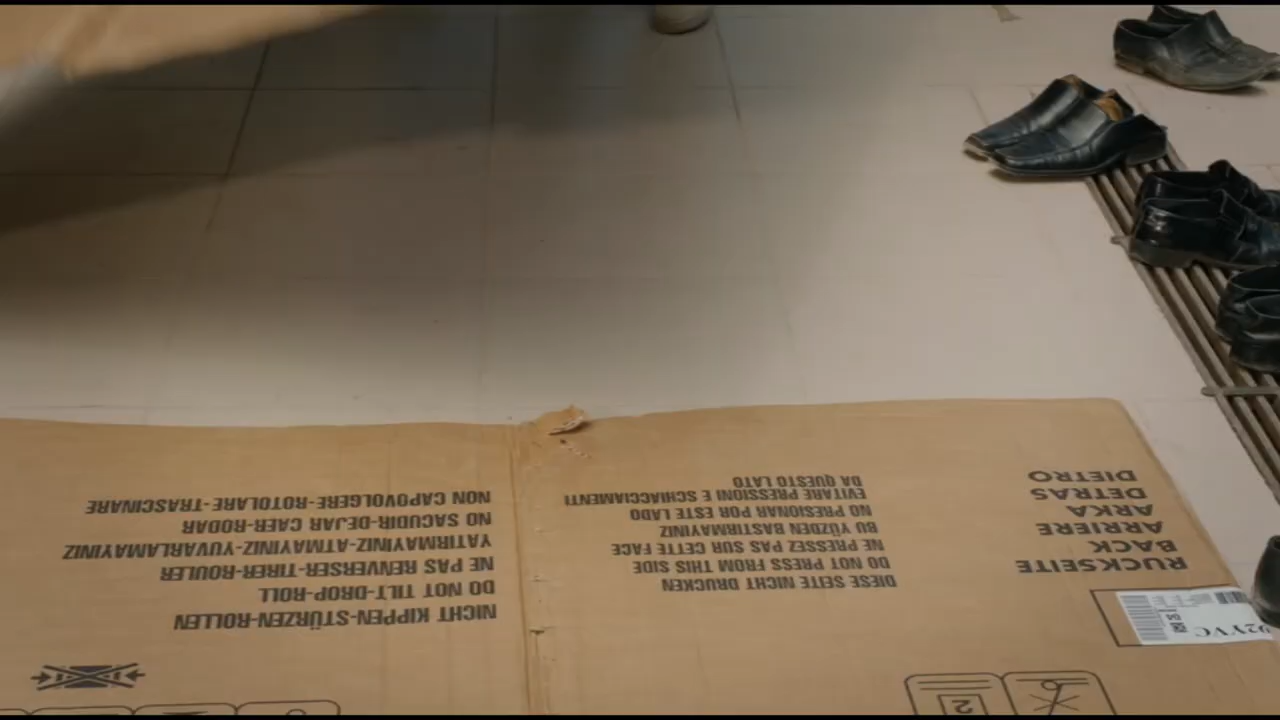 NICHT KIPPEN-STÜRZEN-ROLLEN
DO NOT TILT-DROP-ROLL
NE PAS RENVERSER-TIRER-ROULER
YATIRMAYINIZ-ATMAYINIZ-YUVARLAMAYINIZ
NO SACUDIR-DEJAR CAER-RODAR
NON CAPOVOLGERE-ROTOLARE-TRASCINARE
DIESE SEITE NICHT DRUCKEN
DO NOT PRESS FROM THIS SIDE
NE PRESSEZ PAS SUR CETTE FACE
BU YÜZDEN BASTIRMAYINIZ
NO PRESIONAR POR ESTE LADO
EVITARE PRESSIONI E SCHIACCIAMENTI
DA QUESTO LATO
RUCKSEITE
BACK
ARRIERE
ARKA
DETRAS
DIETRO
2